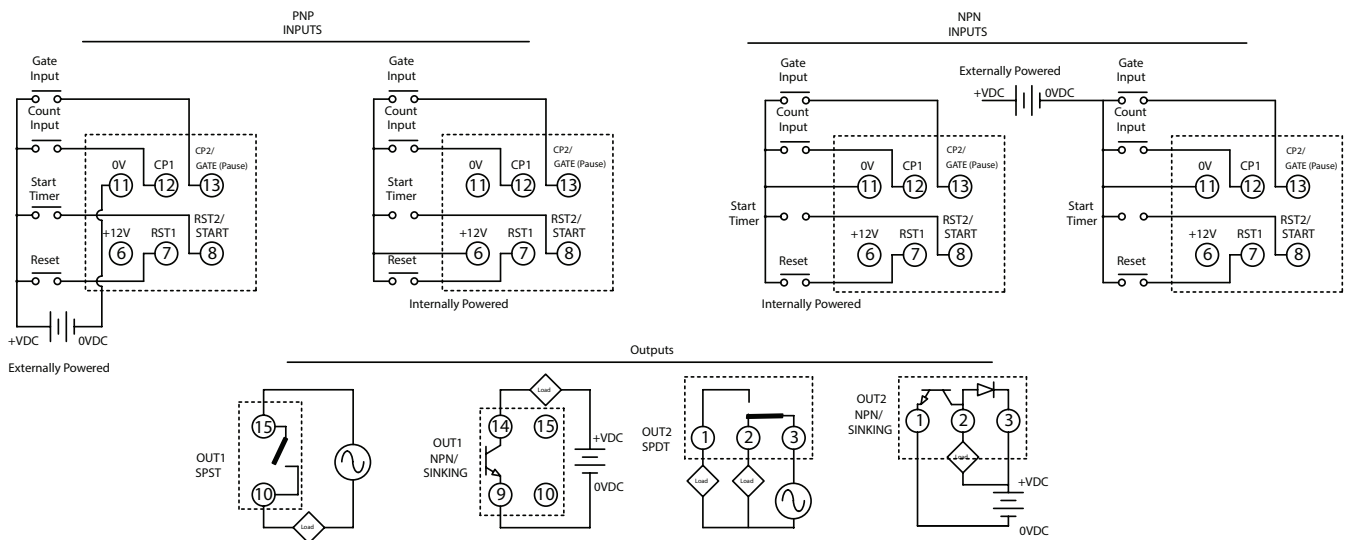 PNP
INPUTS
Gate
Input
Count
Input
Start
Timer
Reset
0V
CP1
CP2/
GATE (Pause)
11
12
13
+12V
RST1
RST2/
START
6
7
8
+VDC
0VDC
Externally Powered
Gate
Input
Count
Input
Start
Timer
Reset
0V
CP1
CP2/
GATE (Pause)
11
12
13
+12V
RST1
RST2/
START
6
7
8
Internally Powered
NPN
INPUTS
Gate
Input
Count
Input
Start
Timer
Reset
0V
CP1
CP2/
GATE (Pause)
11
12
13
+12V
RST1
RST2/
START
6
7
8
Internally Powered
Externally Powered
+VDC
0VDC
Gate
Input
Count
Input
Start
Timer
Reset
0V
CP1
CP2/
GATE (Pause)
11
12
13
+12V
RST1
RST2/
START
6
7
8
Outputs
OUT1
SPST
15
10
Load
OUT1
NPN/
SINKING
Load
14
15
9
10
+VDC
0VDC
OUT2
SPDT
1
2
3
Load
Load
OUT2
NPN/
SINKING
1
2
3
Load
+VDC
0VDC